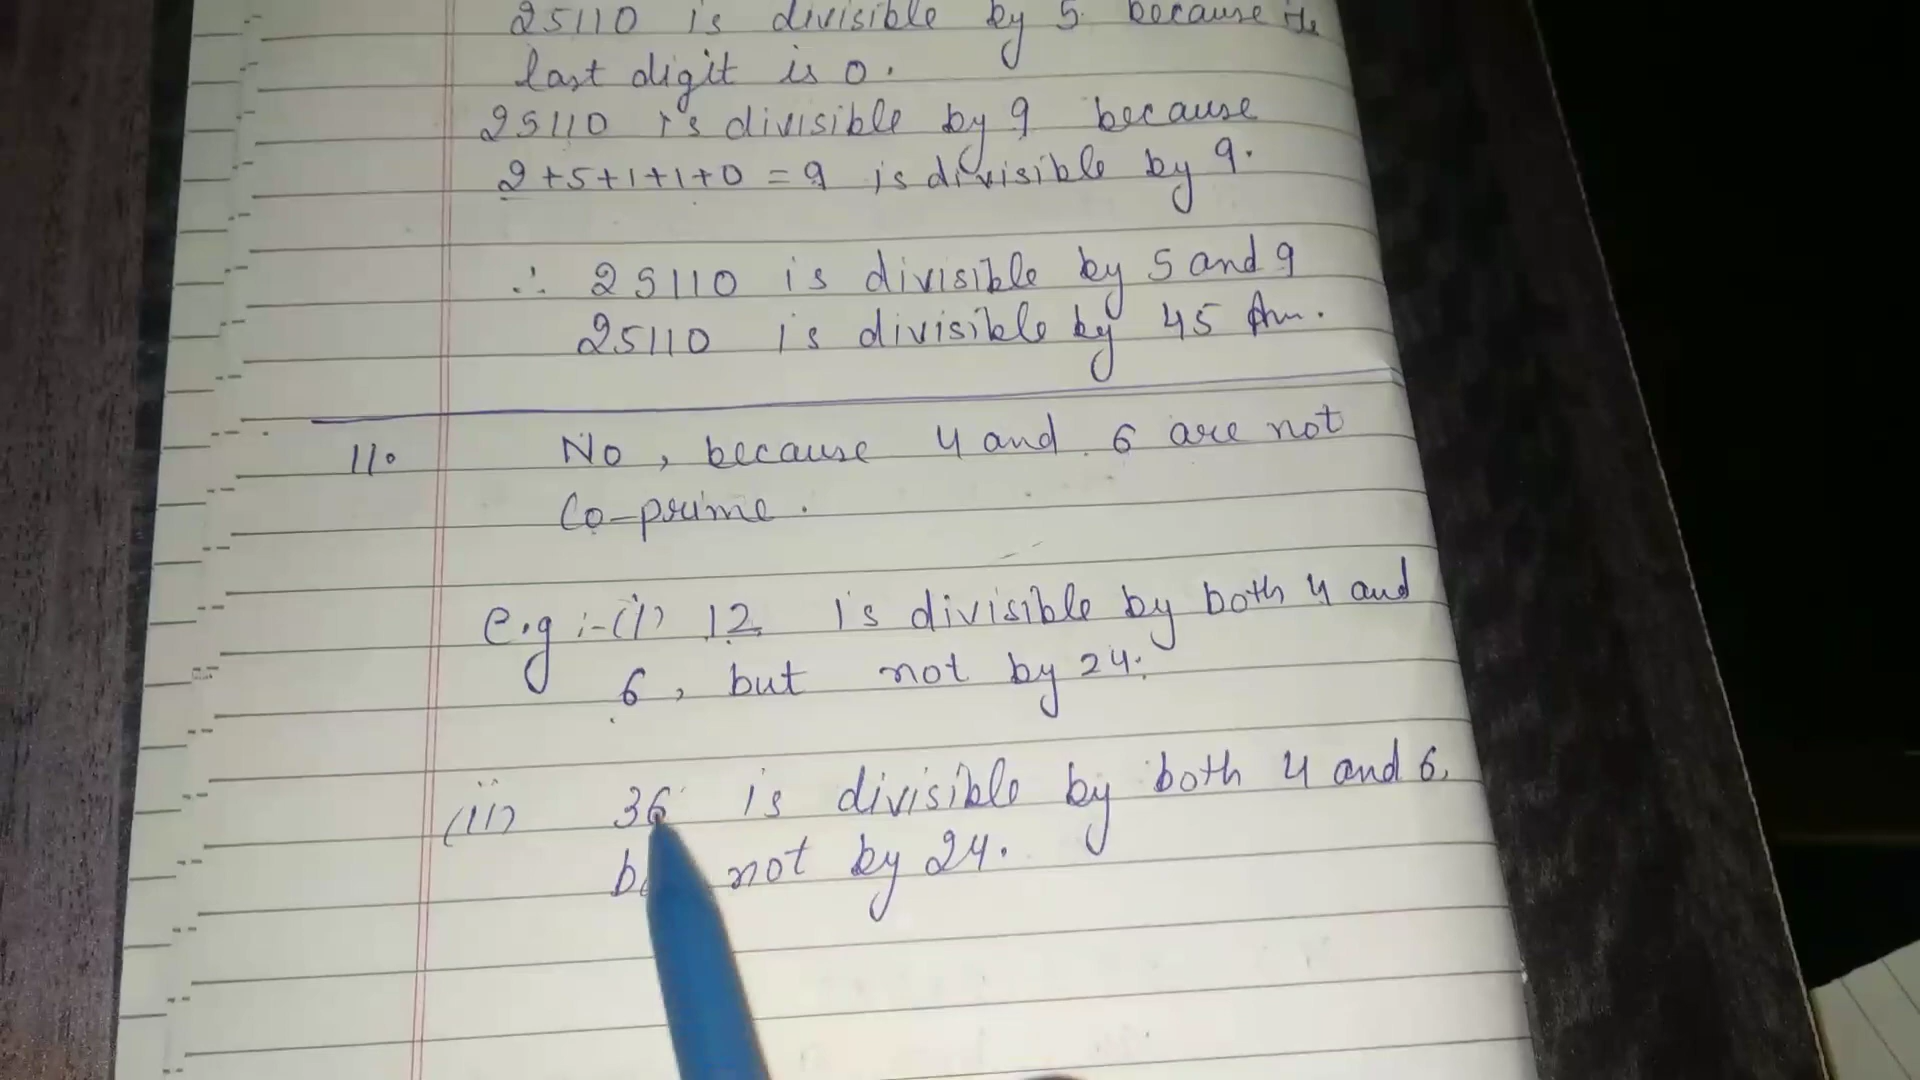 25110 is divisible by 5 because its
last digit is 0.
25110 is divisible by 9 because
2+5+1+1+0 = 9 is divisible by 9.
∴ 25110 is divisible by 5 and 9
25110 is divisible by 45 Ans.
11. No, because 4 and 6 are not
Co-prime.
e.g :- (i) 12 is divisible by both 4 and
6, but not by 24.
(ii) 36 is divisible by both 4 and 6,
not by 24.